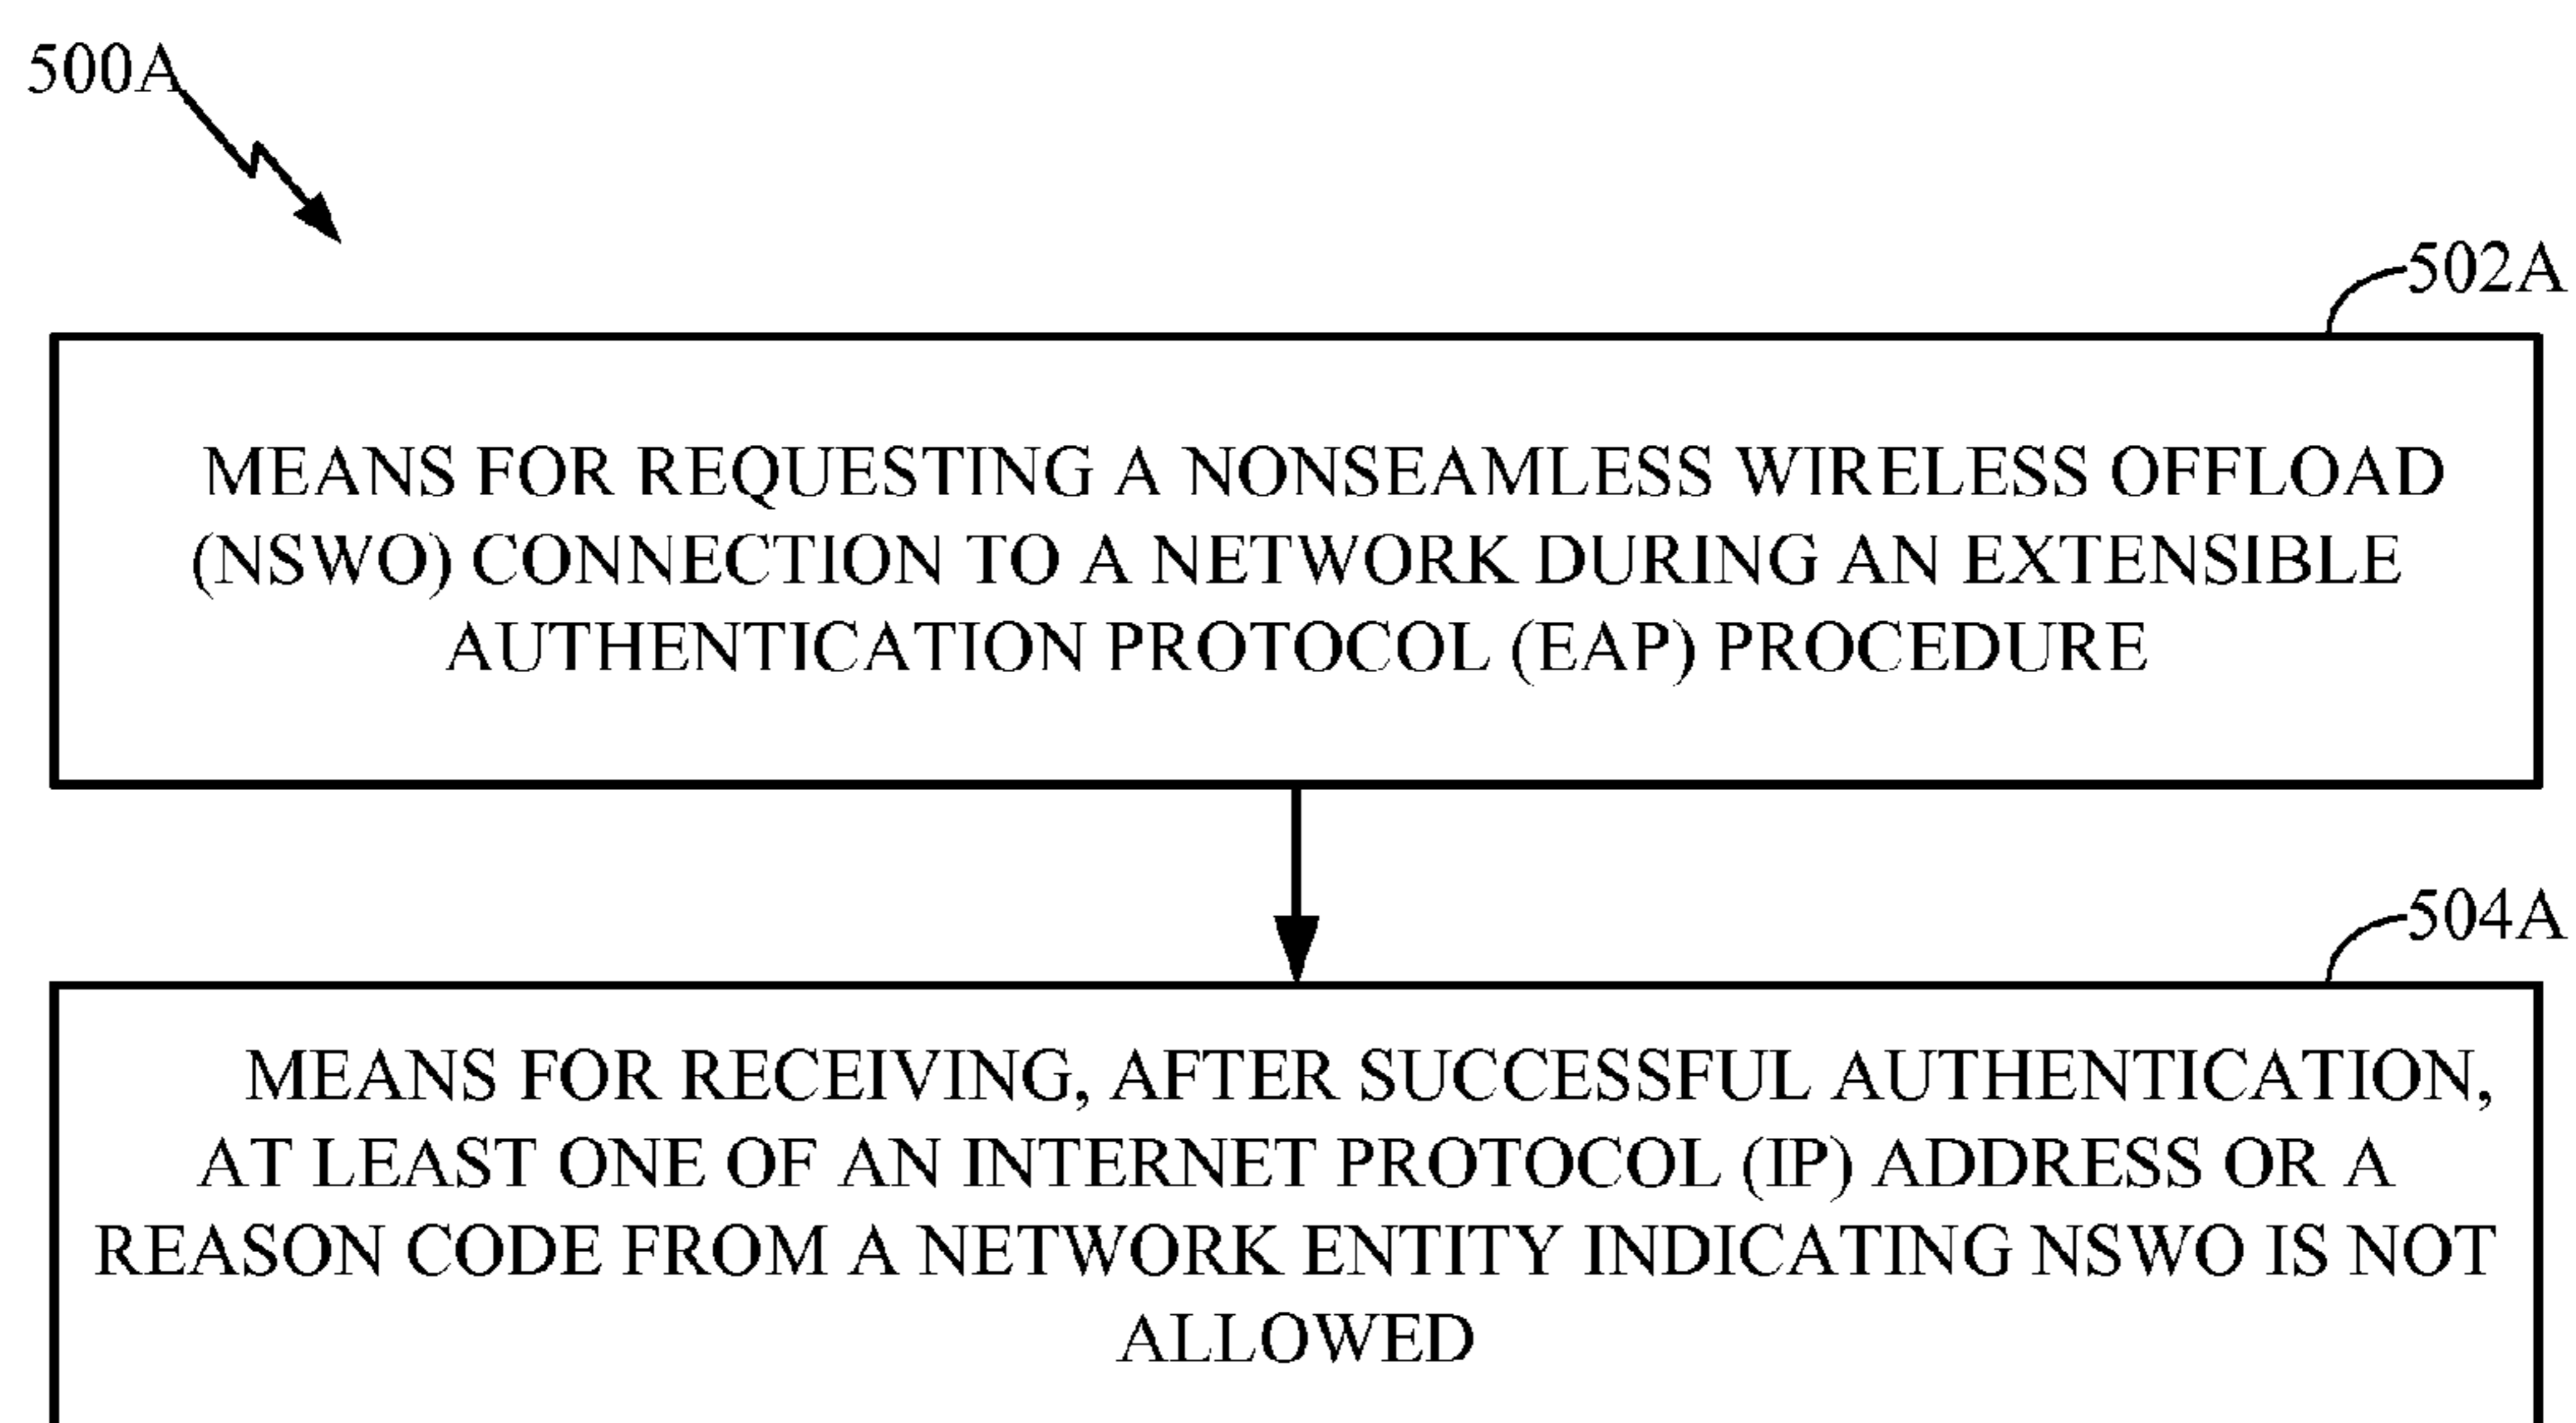 500A
502A
MEANS FOR REQUESTING A NONSEAMLESS WIRELESS OFFLOAD
(NSWO) CONNECTION TO A NETWORK DURING AN EXTENSIBLE
AUTHENTICATION PROTOCOL (EAP) PROCEDURE
504A
MEANS FOR RECEIVING, AFTER SUCCESSFUL AUTHENTICATION,
AT LEAST ONE OF AN INTERNET PROTOCOL (IP) ADDRESS OR A
REASON CODE FROM A NETWORK ENTITY INDICATING NSWO IS NOT
ALLOWED